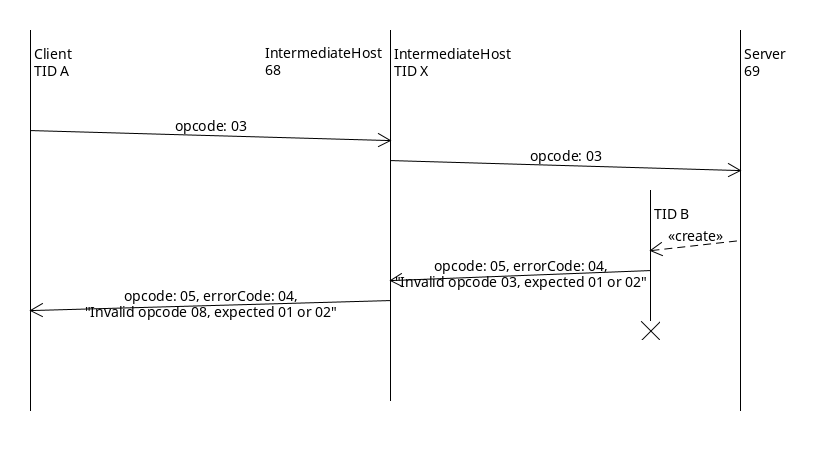 Client
TID A
IntermediateHost
68
IntermediateHost
TID X
Server
69
opcode: 03
opcode: 03
TID B
«create»
opcode: 05, errorCode: 04,
"Invalid opcode 03, expected 01 or 02"
opcode: 05, errorCode: 04,
"Invalid opcode 08, expected 01 or 02"